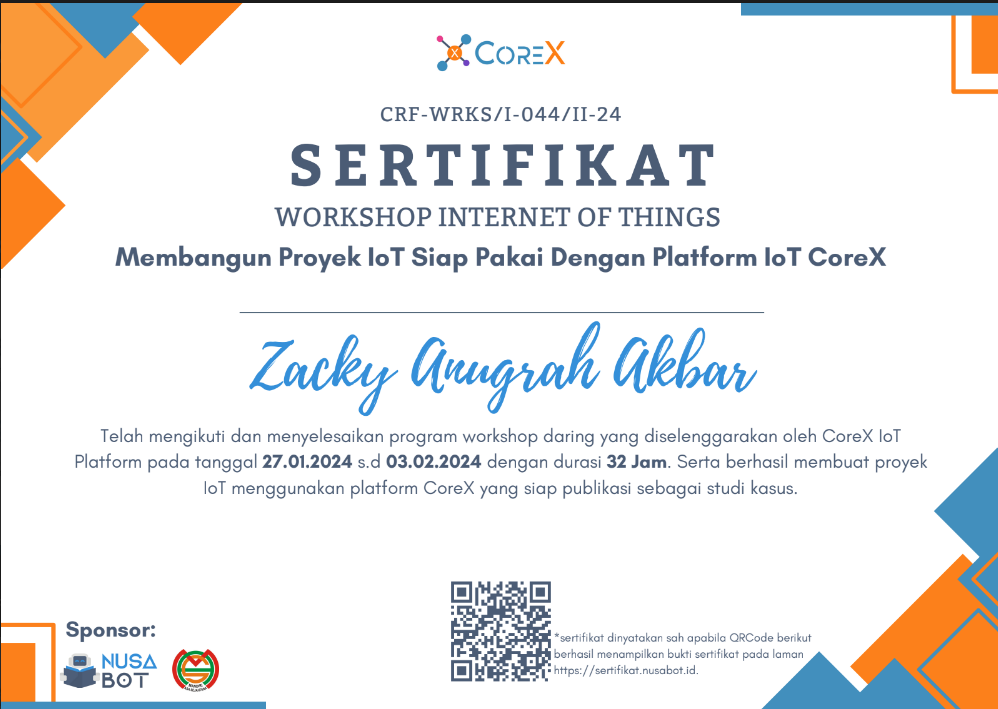 COREX
CRF-WRKS/I-044/II-24
SERTIFIKAT
WORKSHOP INTERNET OF THINGS
Membangun Proyek IoT Siap Pakai Dengan Platform IoT CoreX
Zacky Anugrah Akbar
Telah mengikuti dan menyelesaikan program workshop daring yang diselenggarakan oleh CoreX IoT
Platform pada tanggal 27.01.2024 s.d 03.02.2024 dengan durasi 32 Jam. Serta berhasil membuat proyek
IoT menggunakan platform CoreX yang siap publikasi sebagai studi kasus.
Sponsor:
NUSA
BOT
*sertifikat dinyatakan sah apabila QRCode berikut
berhasil menampilkan bukti sertifikat pada laman
https://sertifikat.nusabot.id.